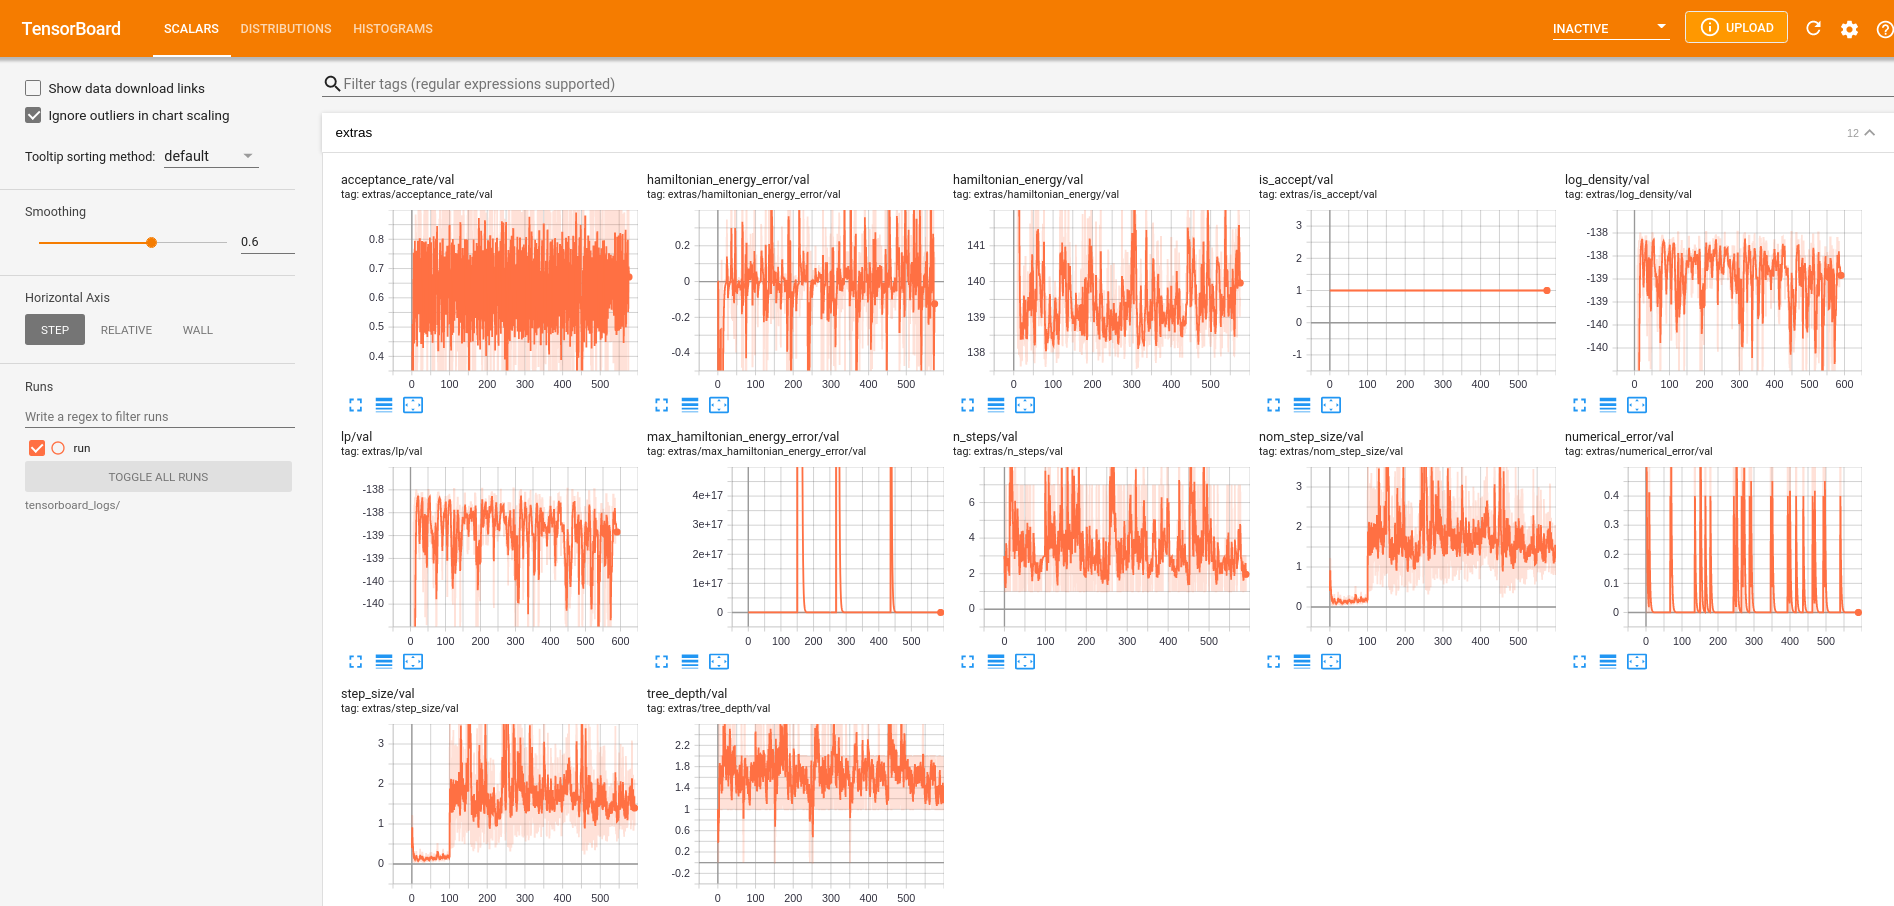 TensorBoard SCALARS DISTRIBUTIONS HISTOGRAMS INACTIVE UPLOAD
Show data download links
Ignore outliers in chart scaling
Tooltip sorting method: default
Smoothing
0.6
Horizontal Axis
STEP RELATIVE WALL
Runs
Write a regex to filter runs
run
TOGGLE ALL RUNS
tensorboard_logs/
Filter tags (regular expressions supported)
extras 12
acceptance_rate/val
tag: extras/acceptance_rate/val
0.8
0.7
0.6
0.5
0.4
0 100 200 300 400 500
hamiltonian_energy_error/val
tag: extras/hamiltonian_energy_error/val
0.2
0
-0.2
-0.4
0 100 200 300 400 500
hamiltonian_energy/val
tag: extras/hamiltonian_energy/val
141
140
139
138
0 100 200 300 400 500
is_accept/val
tag: extras/is_accept/val
3
2
1
0
-1
0 100 200 300 400 500
log_density/val
tag: extras/log_density/val
-138
-138
-139
-139
-140
-140
0 100 200 300 400 500 600
lp/val
tag: extras/lp/val
-138
-138
-139
-139
-140
-140
0 100 200 300 400 500 600
max_hamiltonian_energy_error/val
tag: extras/max_hamiltonian_energy_error/val
4e+17
3e+17
2e+17
1e+17
0
0 100 200 300 400 500
n_steps/val
tag: extras/n_steps/val
6
4
2
0
0 100 200 300 400 500
nom_step_size/val
tag: extras/nom_step_size/val
3
2
1
0
0 100 200 300 400 500
numerical_error/val
tag: extras/numerical_error/val
0.4
0.3
0.2
0.1
0
0 100 200 300 400 500
step_size/val
tag: extras/step_size/val
3
2
1
0
0 100 200 300 400 500
tree_depth/val
tag: extras/tree_depth/val
2.2
1.8
1.4
1
0.6
0.2
-0.2
0 100 200 300 400 500